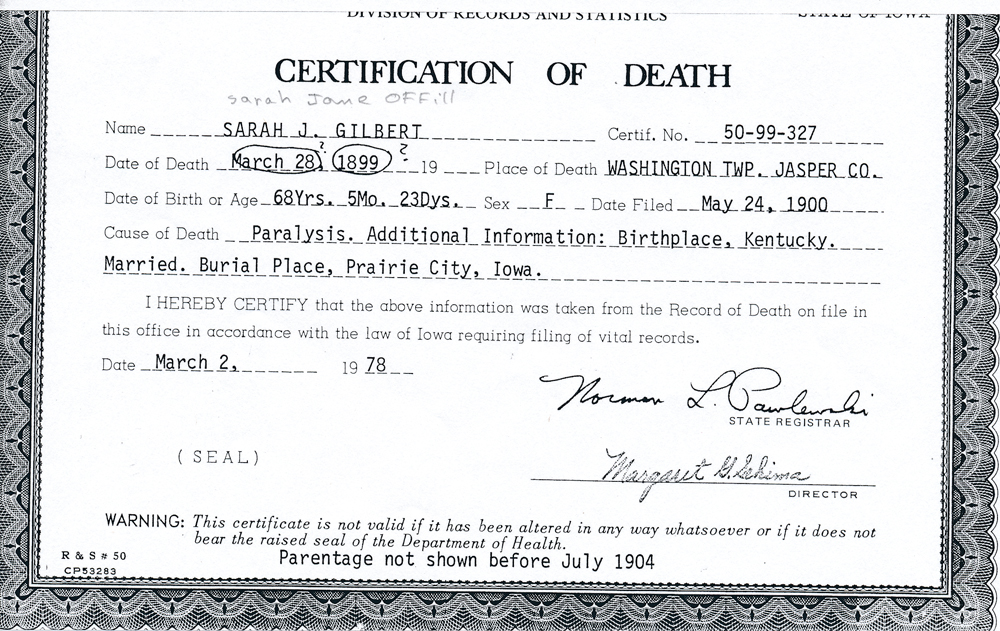 DIVISION OF RECORDS AND STATISTICS STATE OF IOWA
CERTIFICATION OF DEATH
Sarah Jane OFFill
Name SARAH J. GILBERT Certif. No. 50-99-327
Date of Death March 28, ? 1899 ? 19 Place of Death WASHINGTON TWP. JASPER CO.
Date of Birth or Age 68Yrs. 5Mo. 23Dys. Sex F Date Filed May 24, 1900
Cause of Death Paralysis. Additional Information: Birthplace, Kentucky.
Married. Burial Place, Prairie City, Iowa.
I HEREBY CERTIFY that the above information was taken from the Record of Death on file in
this office in accordance with the law of Iowa requiring filing of vital records.
Date March 2, 19 78
Norman L. Pawlewski
STATE REGISTRAR
(SEAL)
Margaret
DIRECTOR
WARNING: This certificate is not valid if it has been altered in any way whatsoever or if it does not
bear the raised seal of the Department of Health.
R & S # 50 Parentage not shown before July 1904
CP53283